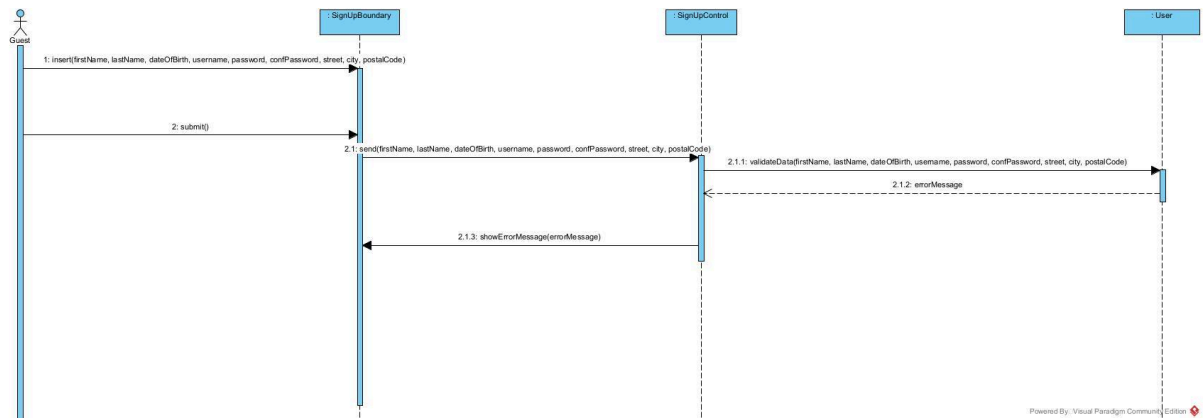 : SignUpBoundary
: SignUpControl
: User
Guest
1: insert(firstName, lastName, dateOfBirth, username, password, confPassword, street, city, postalCode)
2: submit()
2.1: send(firstName, lastName, dateOfBirth, username, password, confPassword, street, city, postalCode)
2.1.1: validateData(firstName, lastName, dateOfBirth, username, password, confPassword, street, city, postalCode)
2.1.2: errorMessage
2.1.3: showErrorMessage(errorMessage)
Powered By: Visual Paradigm Community Edition